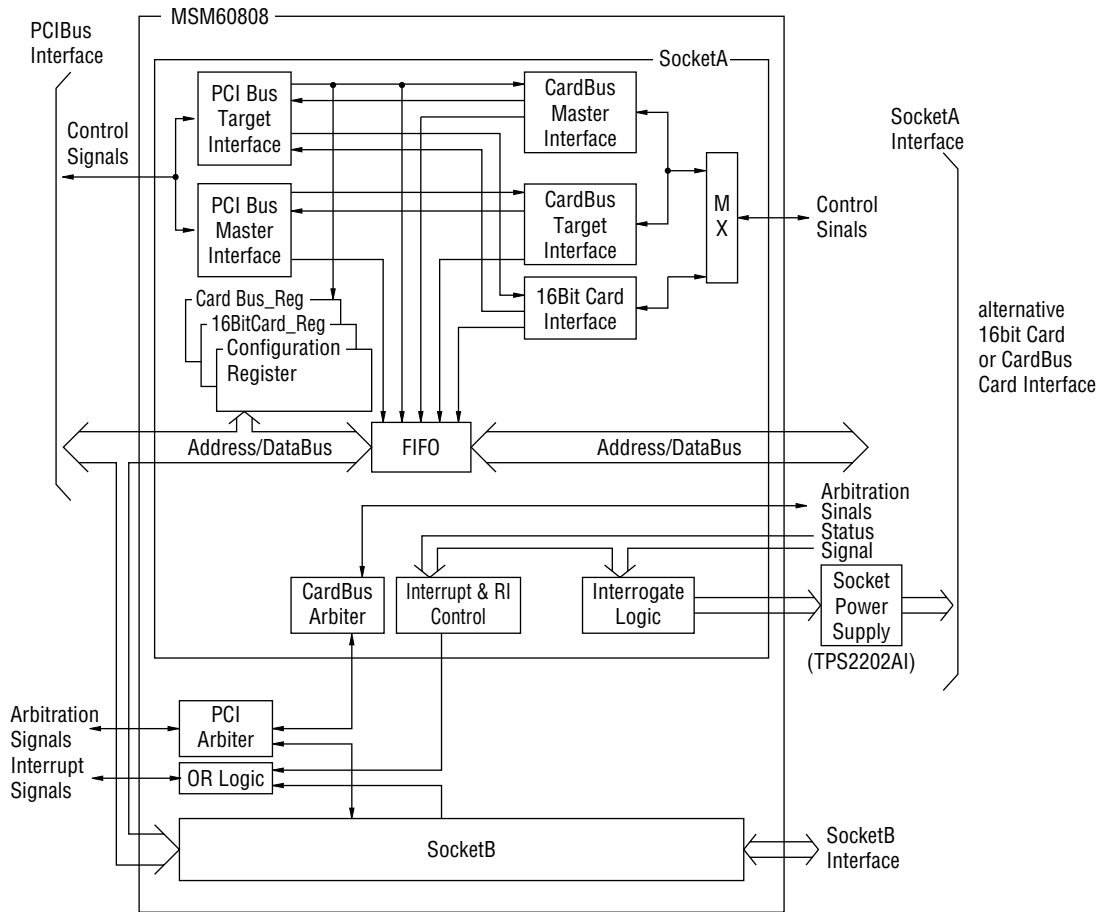 MSM60808
PCIBus
Interface
SocketA
PCI Bus
Target
Interface
CardBus
Master
Interface
SocketA
Interface
Control
Signals
PCI Bus
Master
Interface
CardBus
Target
Interface
M
X
Control
Sinals
16Bit Card
Interface
Card Bus_Reg
16BitCard_Reg
Configuration
Register
alternative
16bit Card
or CardBus
Card Interface
Address/DataBus
FIFO
Address/DataBus
Arbitration
Sinals
Status
Signal
CardBus
Arbiter
Interrupt & RI
Control
Interrogate
Logic
Socket
Power
Supply
(TPS2202AI)
Arbitration
Signals
Interrupt
Signals
PCI
Arbiter
OR Logic
SocketB
SocketB
Interface